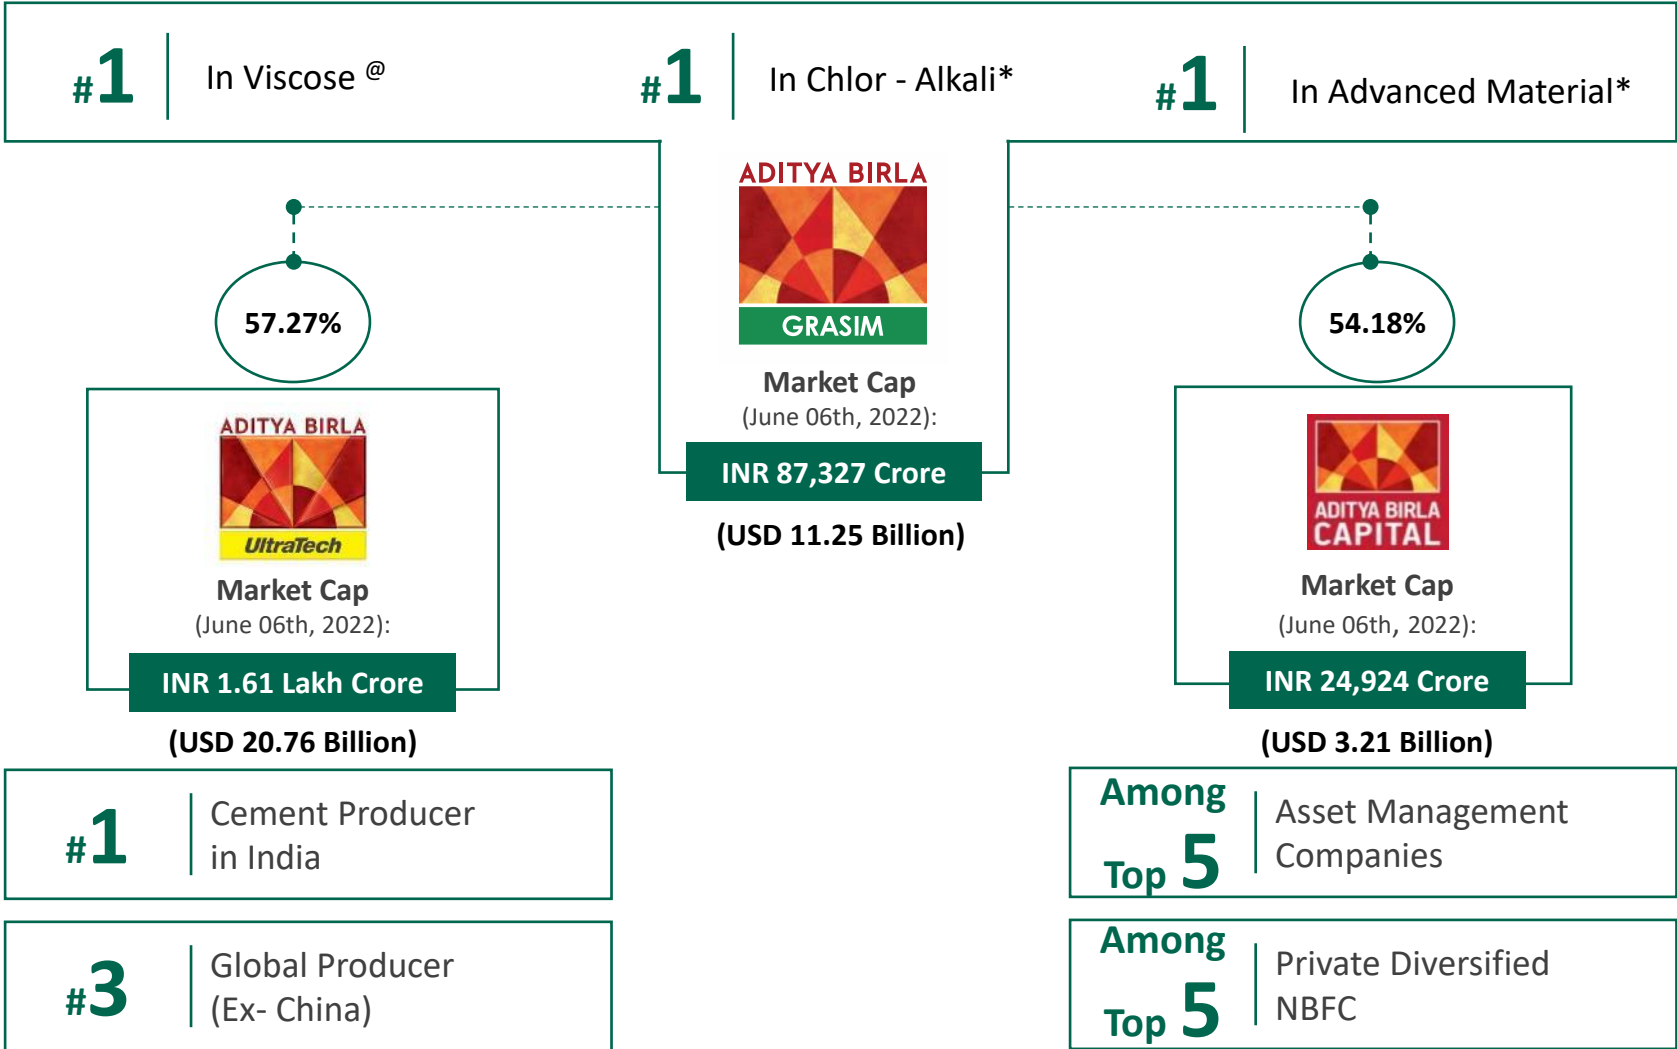 #1 In Viscose @
#1 In Chlor - Alkali*
#1 In Advanced Material*
ADITYA BIRLA
GRASIM
Market Cap
(June 06th, 2022):
INR 87,327 Crore
(USD 11.25 Billion)
57.27%
ADITYA BIRLA
UltraTech
Market Cap
(June 06th, 2022):
INR 1.61 Lakh Crore
(USD 20.76 Billion)
#1
Cement Producer
in India
#3
Global Producer
(Ex- China)
54.18%
ADITYA BIRLA
CAPITAL
Market Cap
(June 06th, 2022):
INR 24,924 Crore
(USD 3.21 Billion)
Among
Top 5
Asset Management
Companies
Among
Top 5
Private Diversified
NBFC